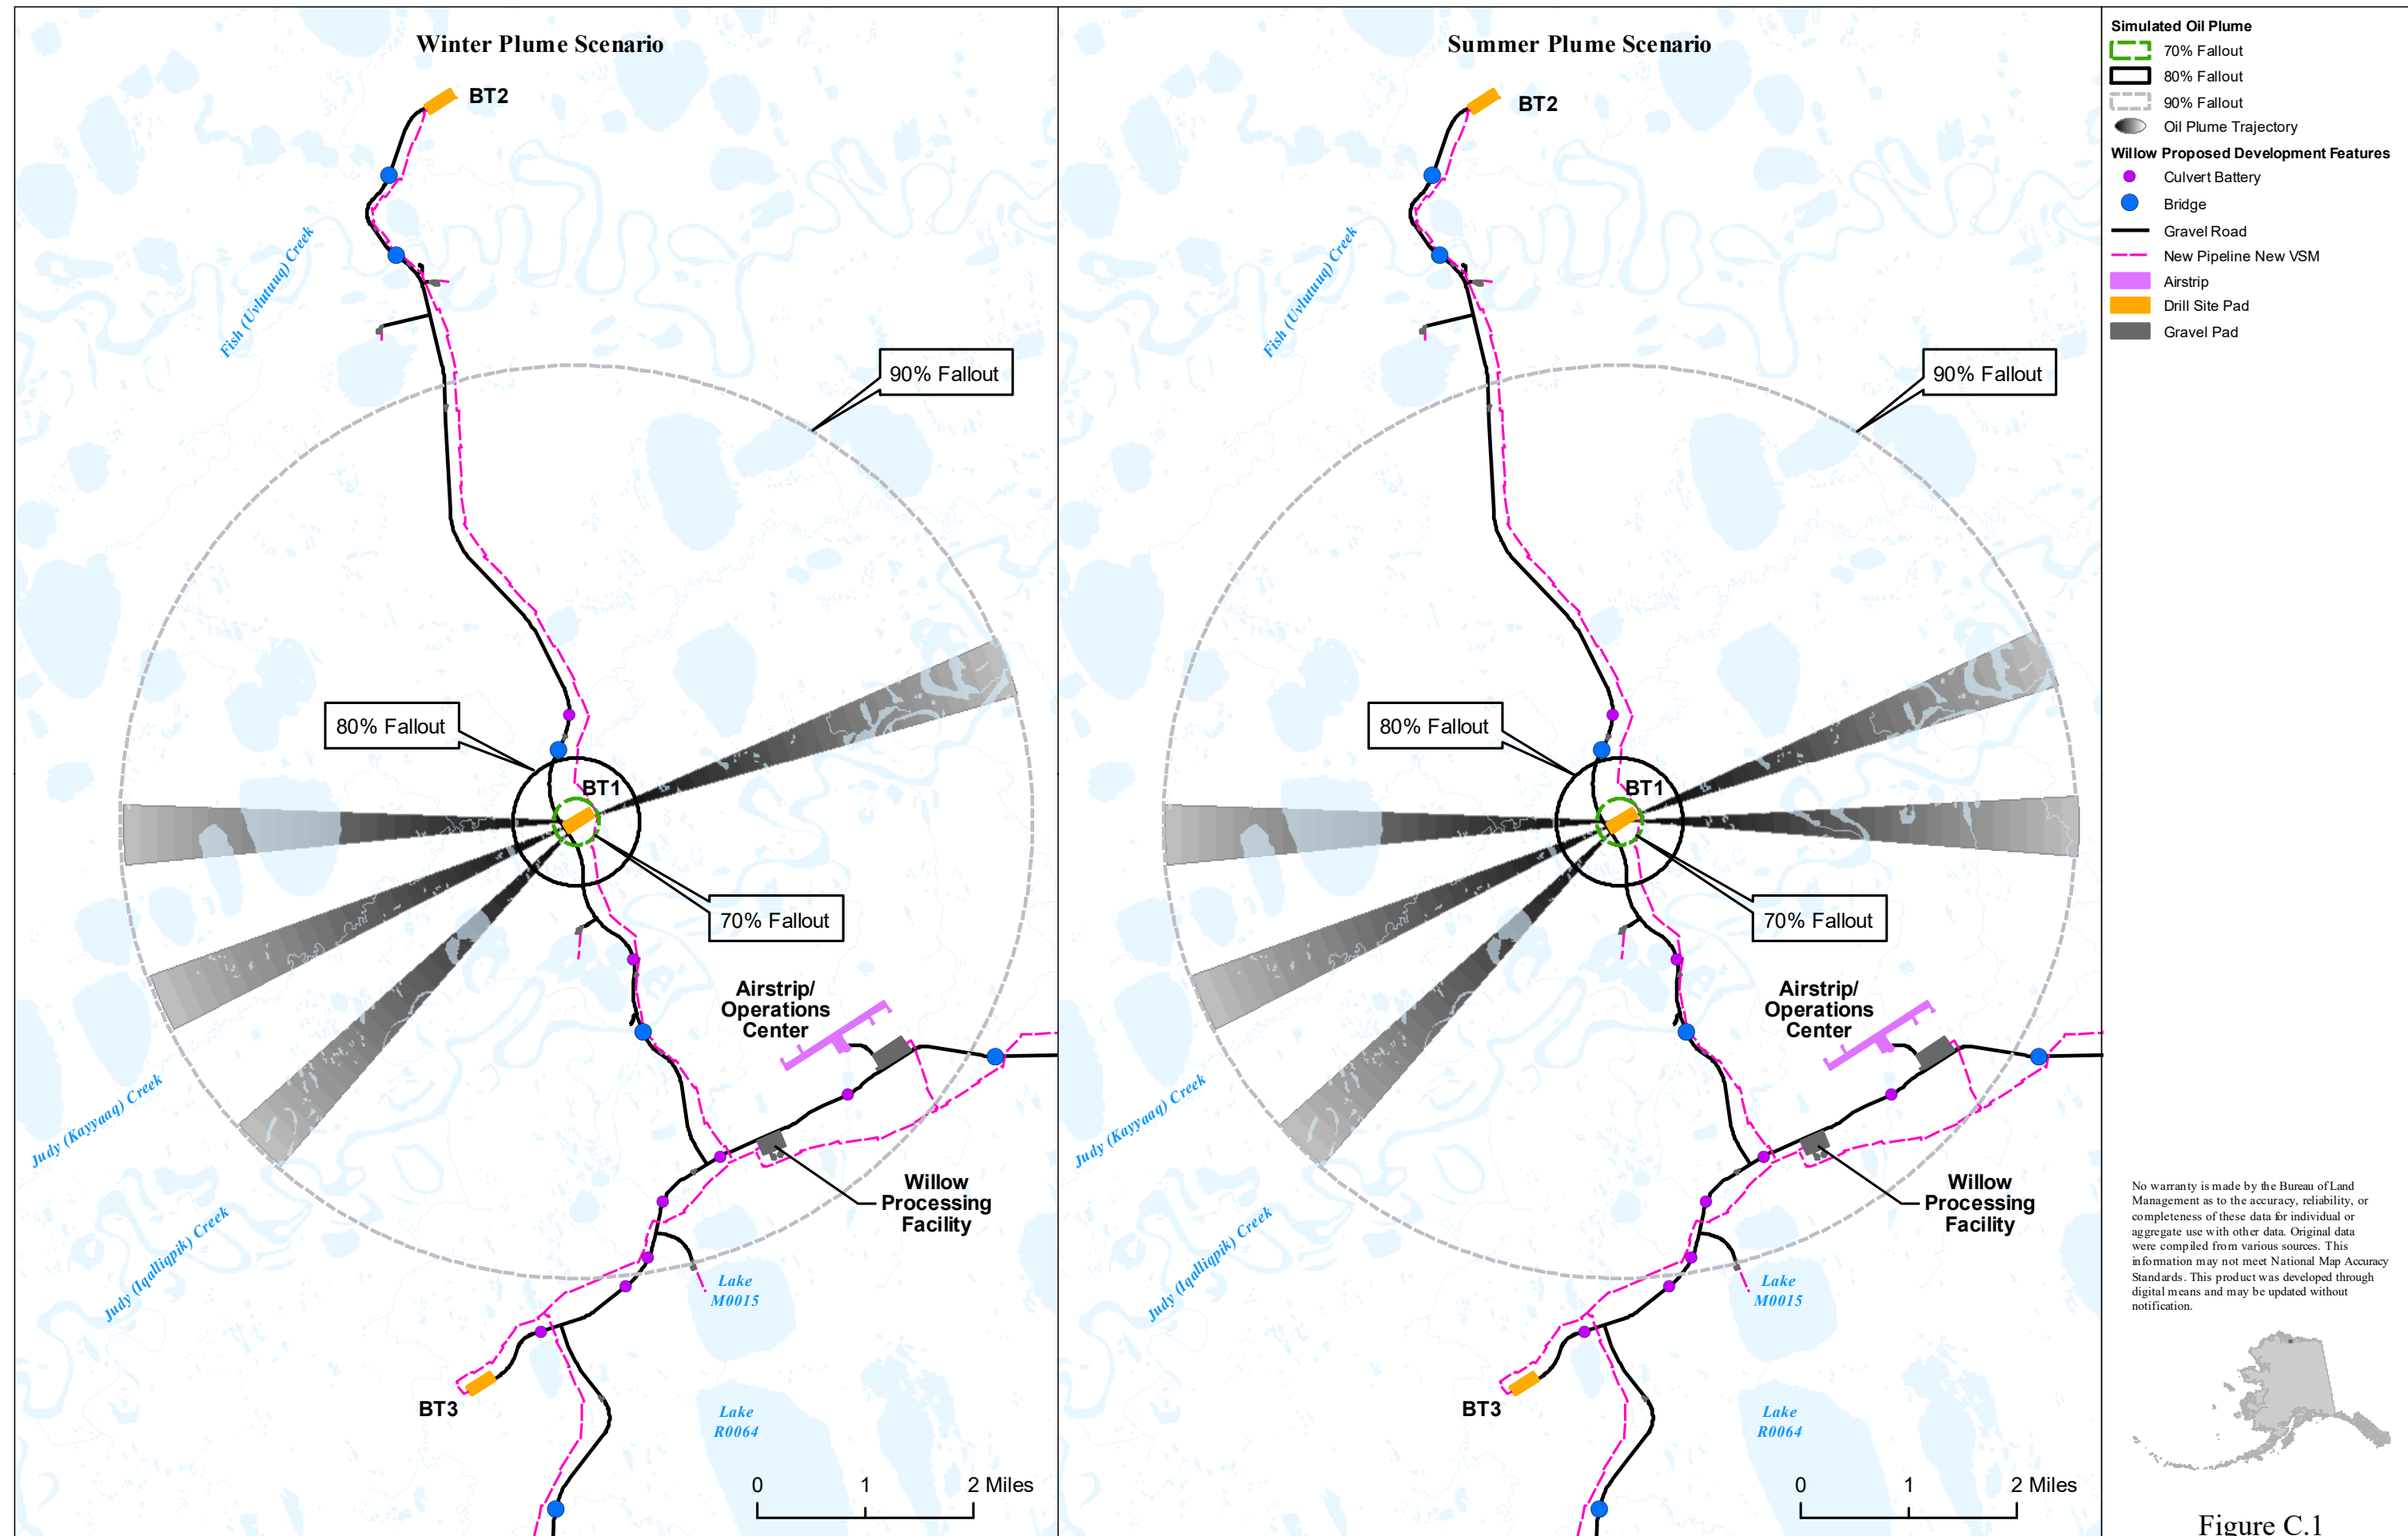 Winter Plume Scenario
BT2
Fish (Uvlutuuq) Creek
90% Fallout
80% Fallout
BT1
70% Fallout
Airstrip/
Operations
Center
Judy (Kayyaaq) Creek
Willow
Processing
Facility
Judy (Iqalliqpik) Creek
Lake
M0015
BT3
Lake
R0064
0 1 2 Miles
Summer Plume Scenario
BT2
Fish (Uvlutuuq) Creek
90% Fallout
80% Fallout
BT1
70% Fallout
Airstrip/
Operations
Center
Judy (Kayyaaq) Creek
Willow
Processing
Facility
Judy (Iqalliqpik) Creek
Lake
M0015
BT3
Lake
R0064
0 1 2 Miles
Simulated Oil Plume
70% Fallout
80% Fallout
90% Fallout
Oil Plume Trajectory
Willow Proposed Development Features
Culvert Battery
Bridge
Gravel Road
New Pipeline New VSM
Airstrip
Drill Site Pad
Gravel Pad
No warranty is made by the Bureau of Land
Management as to the accuracy, reliability, or
completeness of these data for individual or
aggregate use with other data. Original data
were compiled from various sources. This
information may not meet National Map Accuracy
Standards. This product was developed through
digital means and may be updated without
notification.
Figure C.1